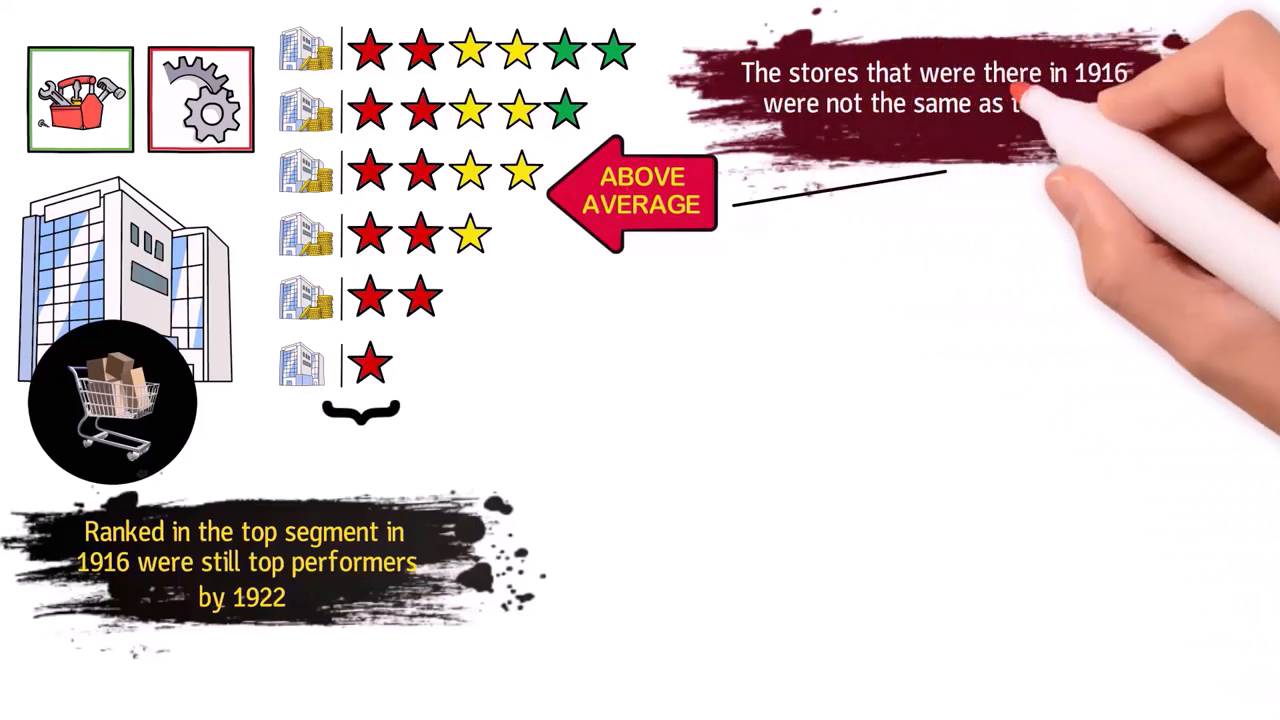 The stores that were there in 1916
were not the same as
ABOVE
AVERAGE
Ranked in the top segment in
1916 were still top performers
by 1922